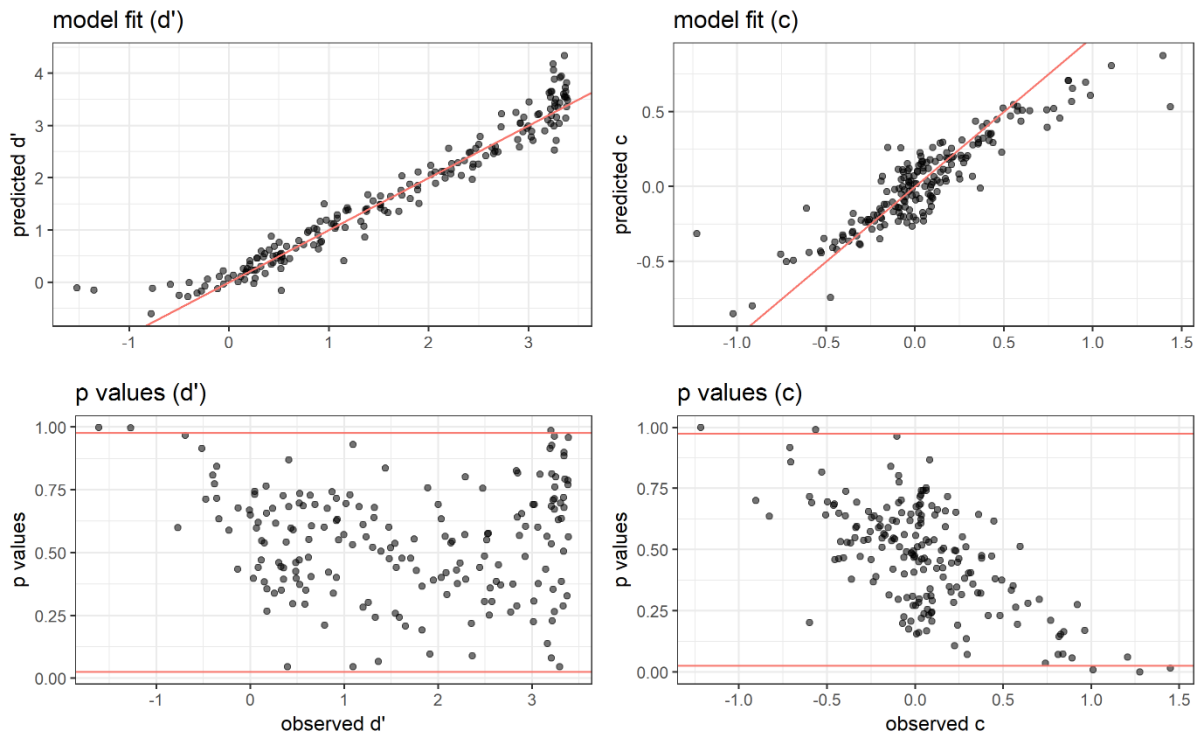 model fit (d')
model fit (c)
predicted d'
4
3
2
1
0
-1 0 1 2 3
predicted c
0.5
0.0
-0.5
-1.0 -0.5 0.0 0.5 1.0 1.5
p values (d')
p values (c)
p values
1.00
0.75
0.50
0.25
0.00
-1 0 1 2 3
observed d'
p values
1.00
0.75
0.50
0.25
0.00
-1.0 -0.5 0.0 0.5 1.0 1.5
observed c